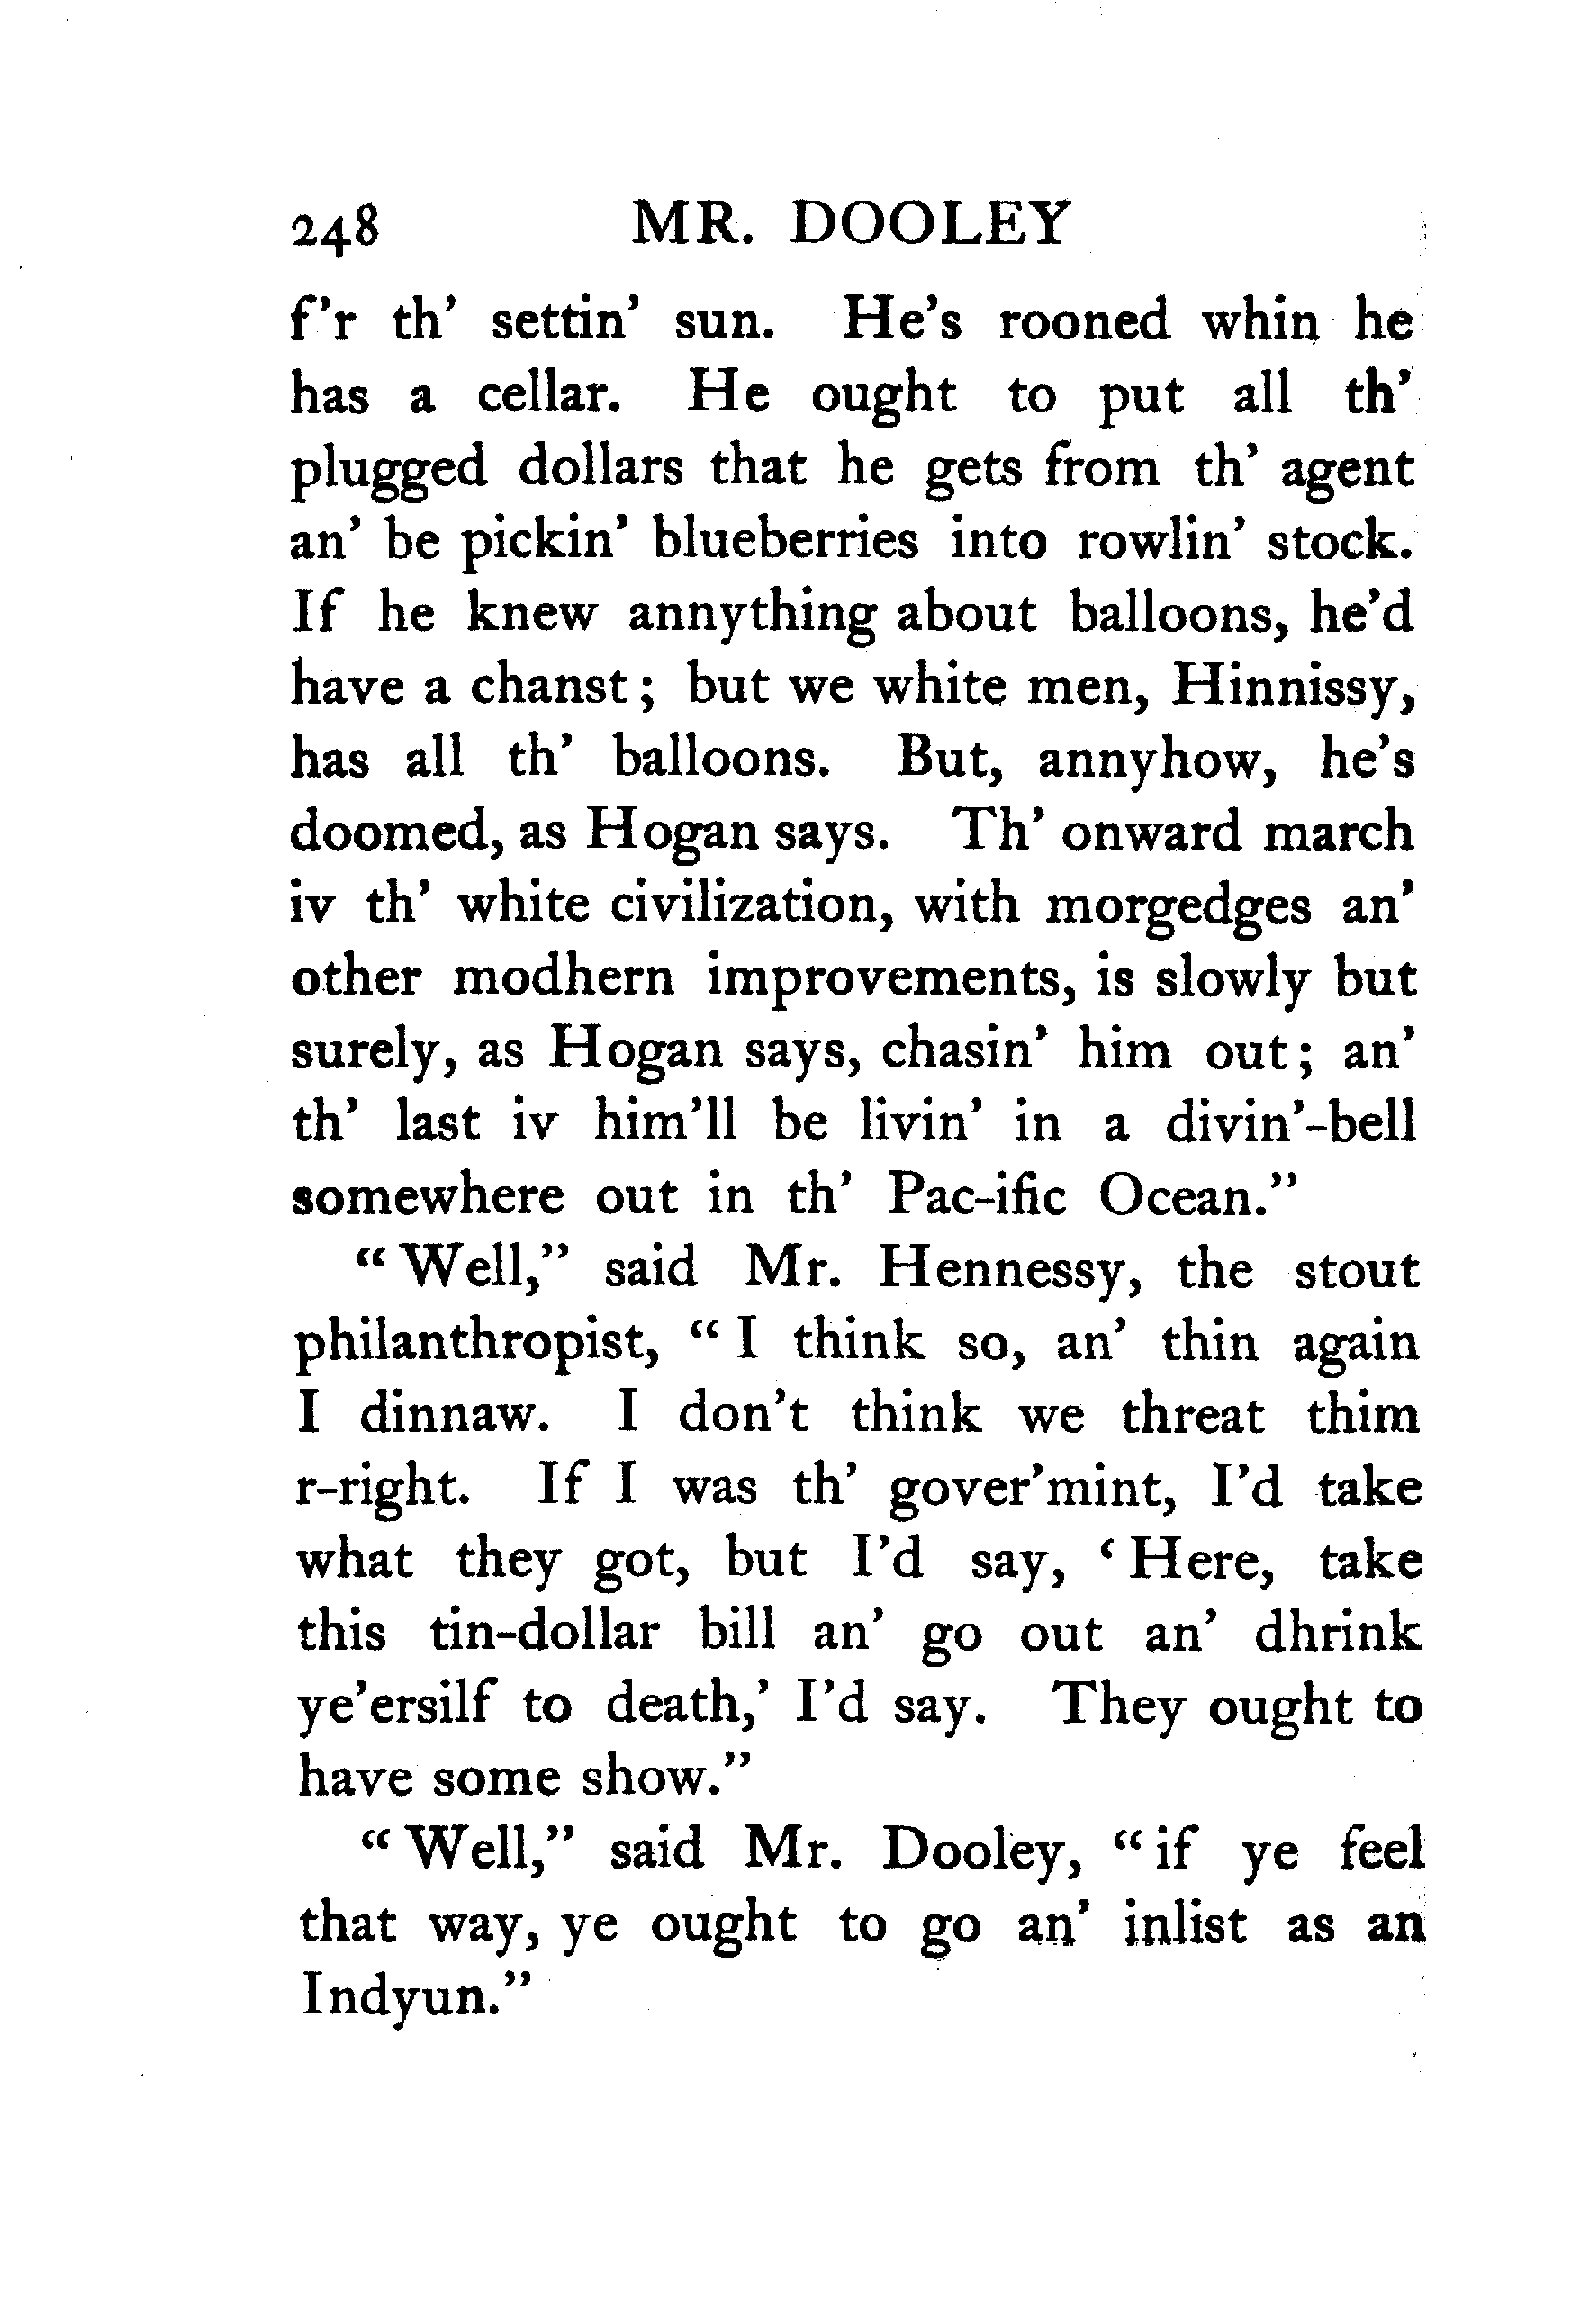 248 MR. DOOLEY
f'r th' settin' sun. He's rooned whin he
has a cellar. He ought to put all th'
plugged dollars that he gets from th' agent
an' be pickin' blueberries into rowlin' stock.
If he knew annything about balloons, he'd
have a chanst; but we white men, Hinnissy,
has all th' balloons. But, annyhow, he's
doomed, as Hogan says. Th' onward march
iv th' white civilization, with morgedges an'
other modhern improvements, is slowly but
surely, as Hogan says, chasin' him out; an'
th' last iv him'll be livin' in a divin'-bell
somewhere out in th' Pac-ific Ocean."
"Well," said Mr. Hennessy, the stout
philanthropist, "I think so, an' thin again
I dinnaw. I don't think we threat thim
r-right. If I was th' gover'mint, I'd take
what they got, but I'd say, 'Here, take
this tin-dollar bill an' go out an' dhrink
ye'ersilf to death,' I'd say. They ought to
have some show."
"Well," said Mr. Dooley, "if ye feel
that way, ye ought to go an' inlist as an
Indyun."